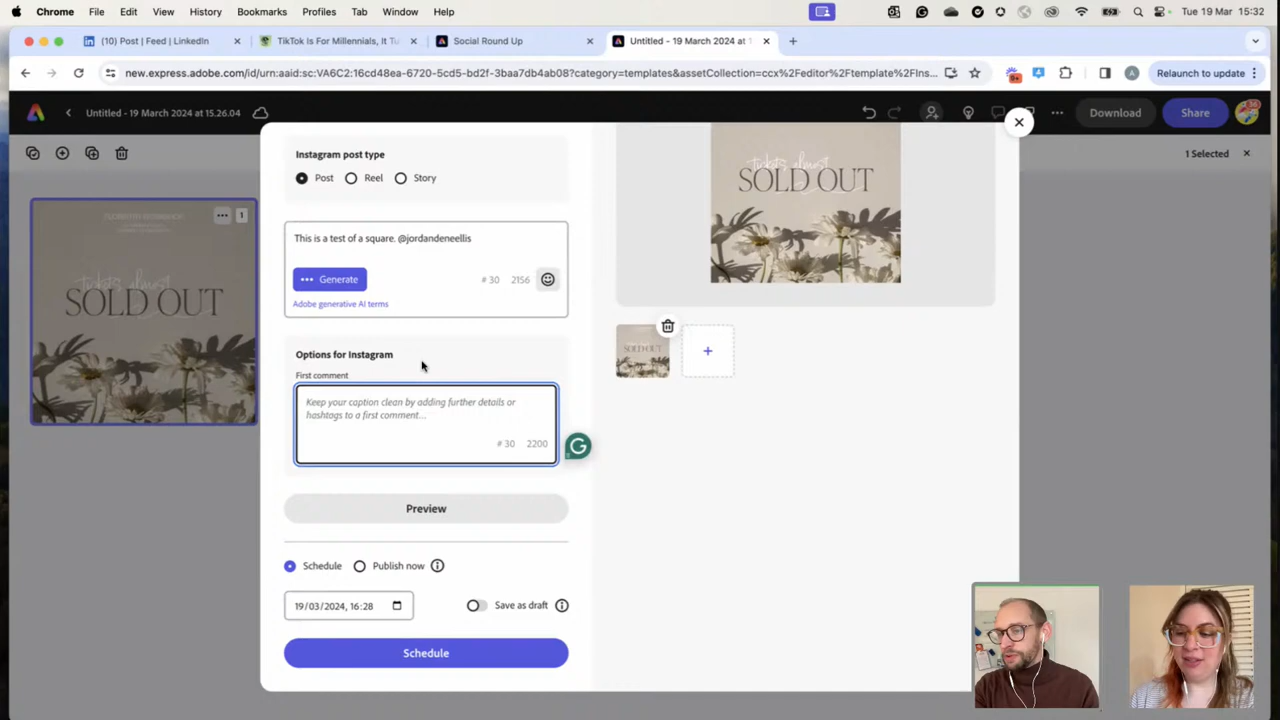 Chrome File Edit View History Bookmarks Profiles Tab Window Help Tue 19 Mar 15:32
(10) Post | Feed | LinkedIn
TikTok Is For Millennials, It Tu
Social Round Up
Untitled - 19 March 2024 at 1
new.express.adobe.com/id/urn:aaid:sc:VA6C2:16cd48ea-6720-5cd5-bd2f-3baa7db4ab08?category=templates&assetCollection=ccx%2Feditor%2Ftemplate%2FIns...
9+
A
Relaunch to update
Untitled - 19 March 2024 at 15.26.04
Download
Share
1 Selected
1
tickets almost
SOLD OUT
Instagram post type
Post Reel Story
This is a test of a square. @jordandeneellis
Generate
# 30 2156
Adobe generative AI terms
Options for Instagram
First comment
Keep your caption clean by adding further details or
hashtags to a first comment...
# 30 2200
G
Preview
Schedule Publish now
19/03/2024, 16:28
Save as draft
Schedule
tickets almost
SOLD OUT
SOLD OUT